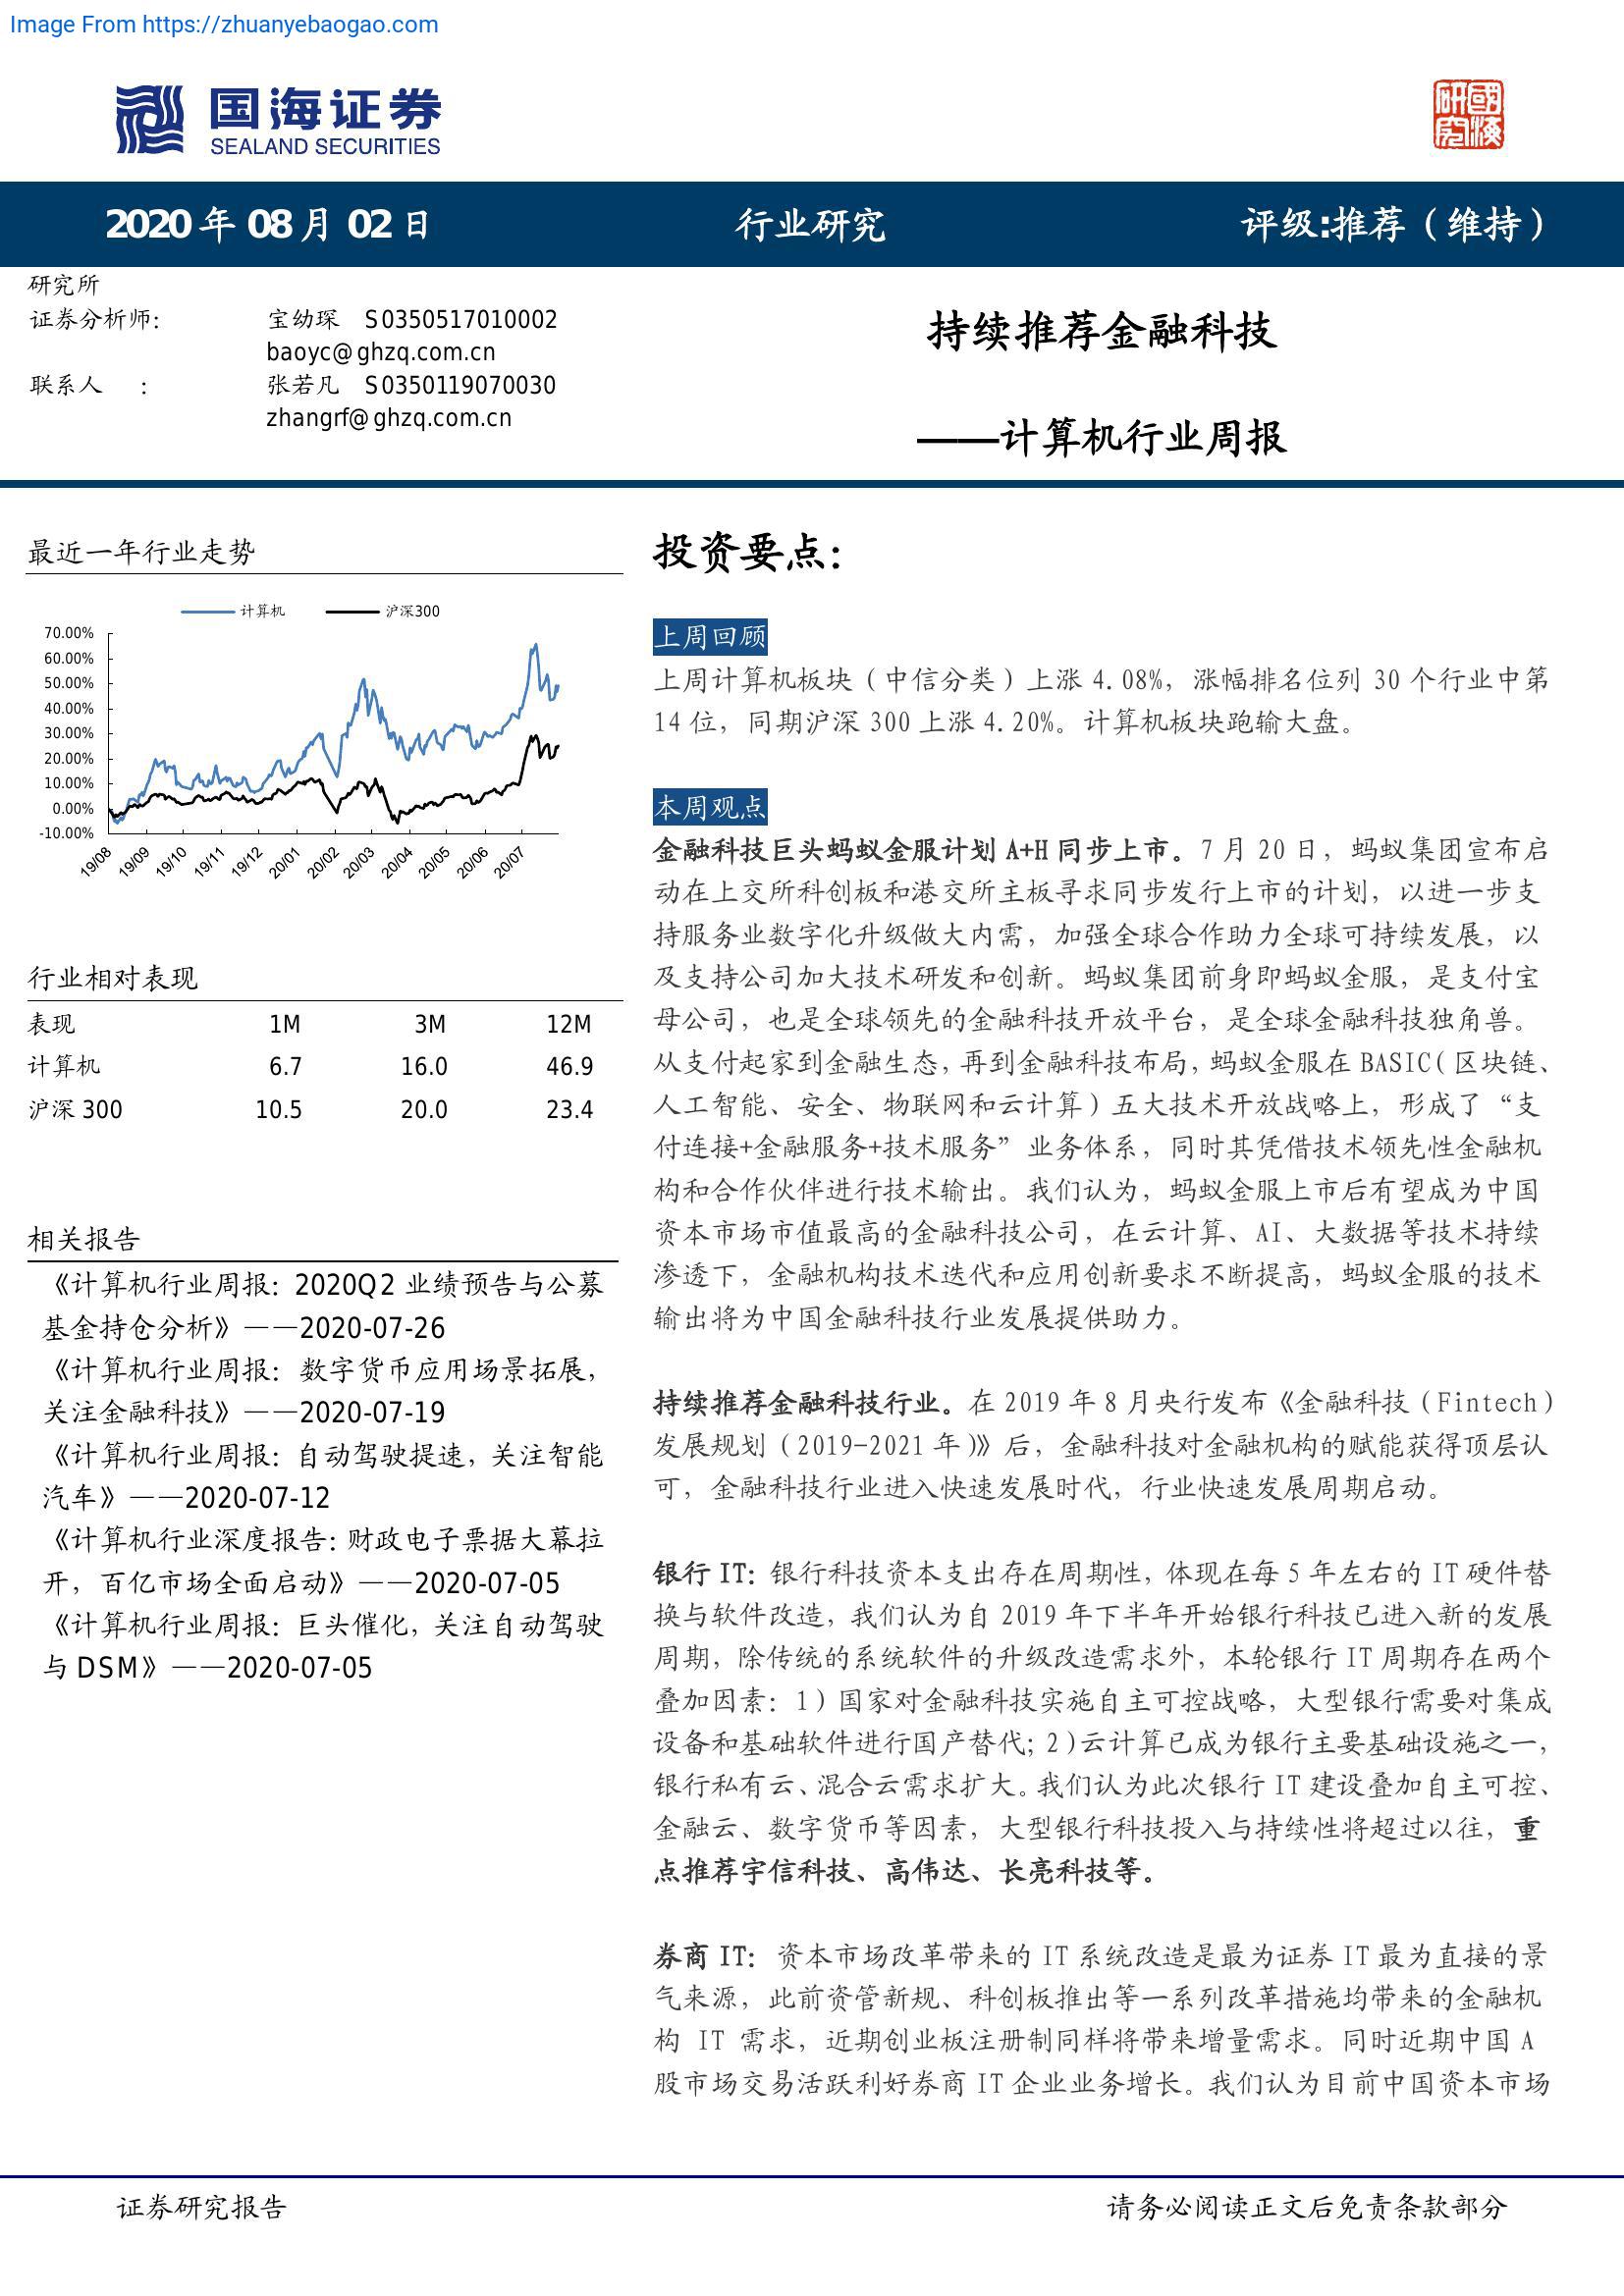 Image From https://zhuanyebaogao.com
国海证券
SEALAND SECURITIES
國海研究
2020 年 08 月 02 日
行业研究
评级:推荐（维持）
研究所
证券分析师： 宝幼琛 S0350517010002
baoyc@ghzq.com.cn
联系人 ： 张若凡 S0350119070030
zhangrf@ghzq.com.cn
持续推荐金融科技
——计算机行业周报
最近一年行业走势
计算机 沪深300
70.00%
60.00%
50.00%
40.00%
30.00%
20.00%
10.00%
0.00%
-10.00%
19/08 19/09 19/10 19/11 19/12 20/01 20/02 20/03 20/04 20/05 20/06 20/07
行业相对表现
表现 1M 3M 12M
计算机 6.7 16.0 46.9
沪深 300 10.5 20.0 23.4
相关报告
《计算机行业周报：2020Q2 业绩预告与公募
基金持仓分析》——2020-07-26
《计算机行业周报：数字货币应用场景拓展，
关注金融科技》——2020-07-19
《计算机行业周报：自动驾驶提速，关注智能
汽车》——2020-07-12
《计算机行业深度报告：财政电子票据大幕拉
开，百亿市场全面启动》——2020-07-05
《计算机行业周报：巨头催化，关注自动驾驶
与 DSM》——2020-07-05
投资要点：
上周回顾
上周计算机板块（中信分类）上涨 4.08%，涨幅排名位列 30 个行业中第
14 位，同期沪深 300 上涨 4.20%。计算机板块跑输大盘。
本周观点
金融科技巨头蚂蚁金服计划 A+H 同步上市。7 月 20 日，蚂蚁集团宣布启
动在上交所科创板和港交所主板寻求同步发行上市的计划，以进一步支
持服务业数字化升级做大内需，加强全球合作助力全球可持续发展，以
及支持公司加大技术研发和创新。蚂蚁集团前身即蚂蚁金服，是支付宝
母公司，也是全球领先的金融科技开放平台，是全球金融科技独角兽。
从支付起家到金融生态，再到金融科技布局，蚂蚁金服在 BASIC（区块链、
人工智能、安全、物联网和云计算）五大技术开放战略上，形成了“支
付连接+金融服务+技术服务”业务体系，同时其凭借技术领先性金融机
构和合作伙伴进行技术输出。我们认为，蚂蚁金服上市后有望成为中国
资本市场市值最高的金融科技公司，在云计算、AI、大数据等技术持续
渗透下，金融机构技术迭代和应用创新要求不断提高，蚂蚁金服的技术
输出将为中国金融科技行业发展提供助力。
持续推荐金融科技行业。在 2019 年 8 月央行发布《金融科技（Fintech）
发展规划（2019-2021 年）》后，金融科技对金融机构的赋能获得顶层认
可，金融科技行业进入快速发展时代，行业快速发展周期启动。
银行 IT：银行科技资本支出存在周期性，体现在每 5 年左右的 IT 硬件替
换与软件改造，我们认为自 2019 年下半年开始银行科技已进入新的发展
周期，除传统的系统软件的升级改造需求外，本轮银行 IT 周期存在两个
叠加因素：1）国家对金融科技实施自主可控战略，大型银行需要对集成
设备和基础软件进行国产替代；2)云计算已成为银行主要基础设施之一，
银行私有云、混合云需求扩大。我们认为此次银行 IT 建设叠加自主可控、
金融云、数字货币等因素，大型银行科技投入与持续性将超过以往，重
点推荐宇信科技、高伟达、长亮科技等。
券商 IT：资本市场改革带来的 IT 系统改造是最为证券 IT 最为直接的景
气来源，此前资管新规、科创板推出等一系列改革措施均带来的金融机
构 IT 需求，近期创业板注册制同样将带来增量需求。同时近期中国 A
股市场交易活跃利好券商 IT 企业业务增长。我们认为目前中国资本市场
证券研究报告
请务必阅读正文后免责条款部分